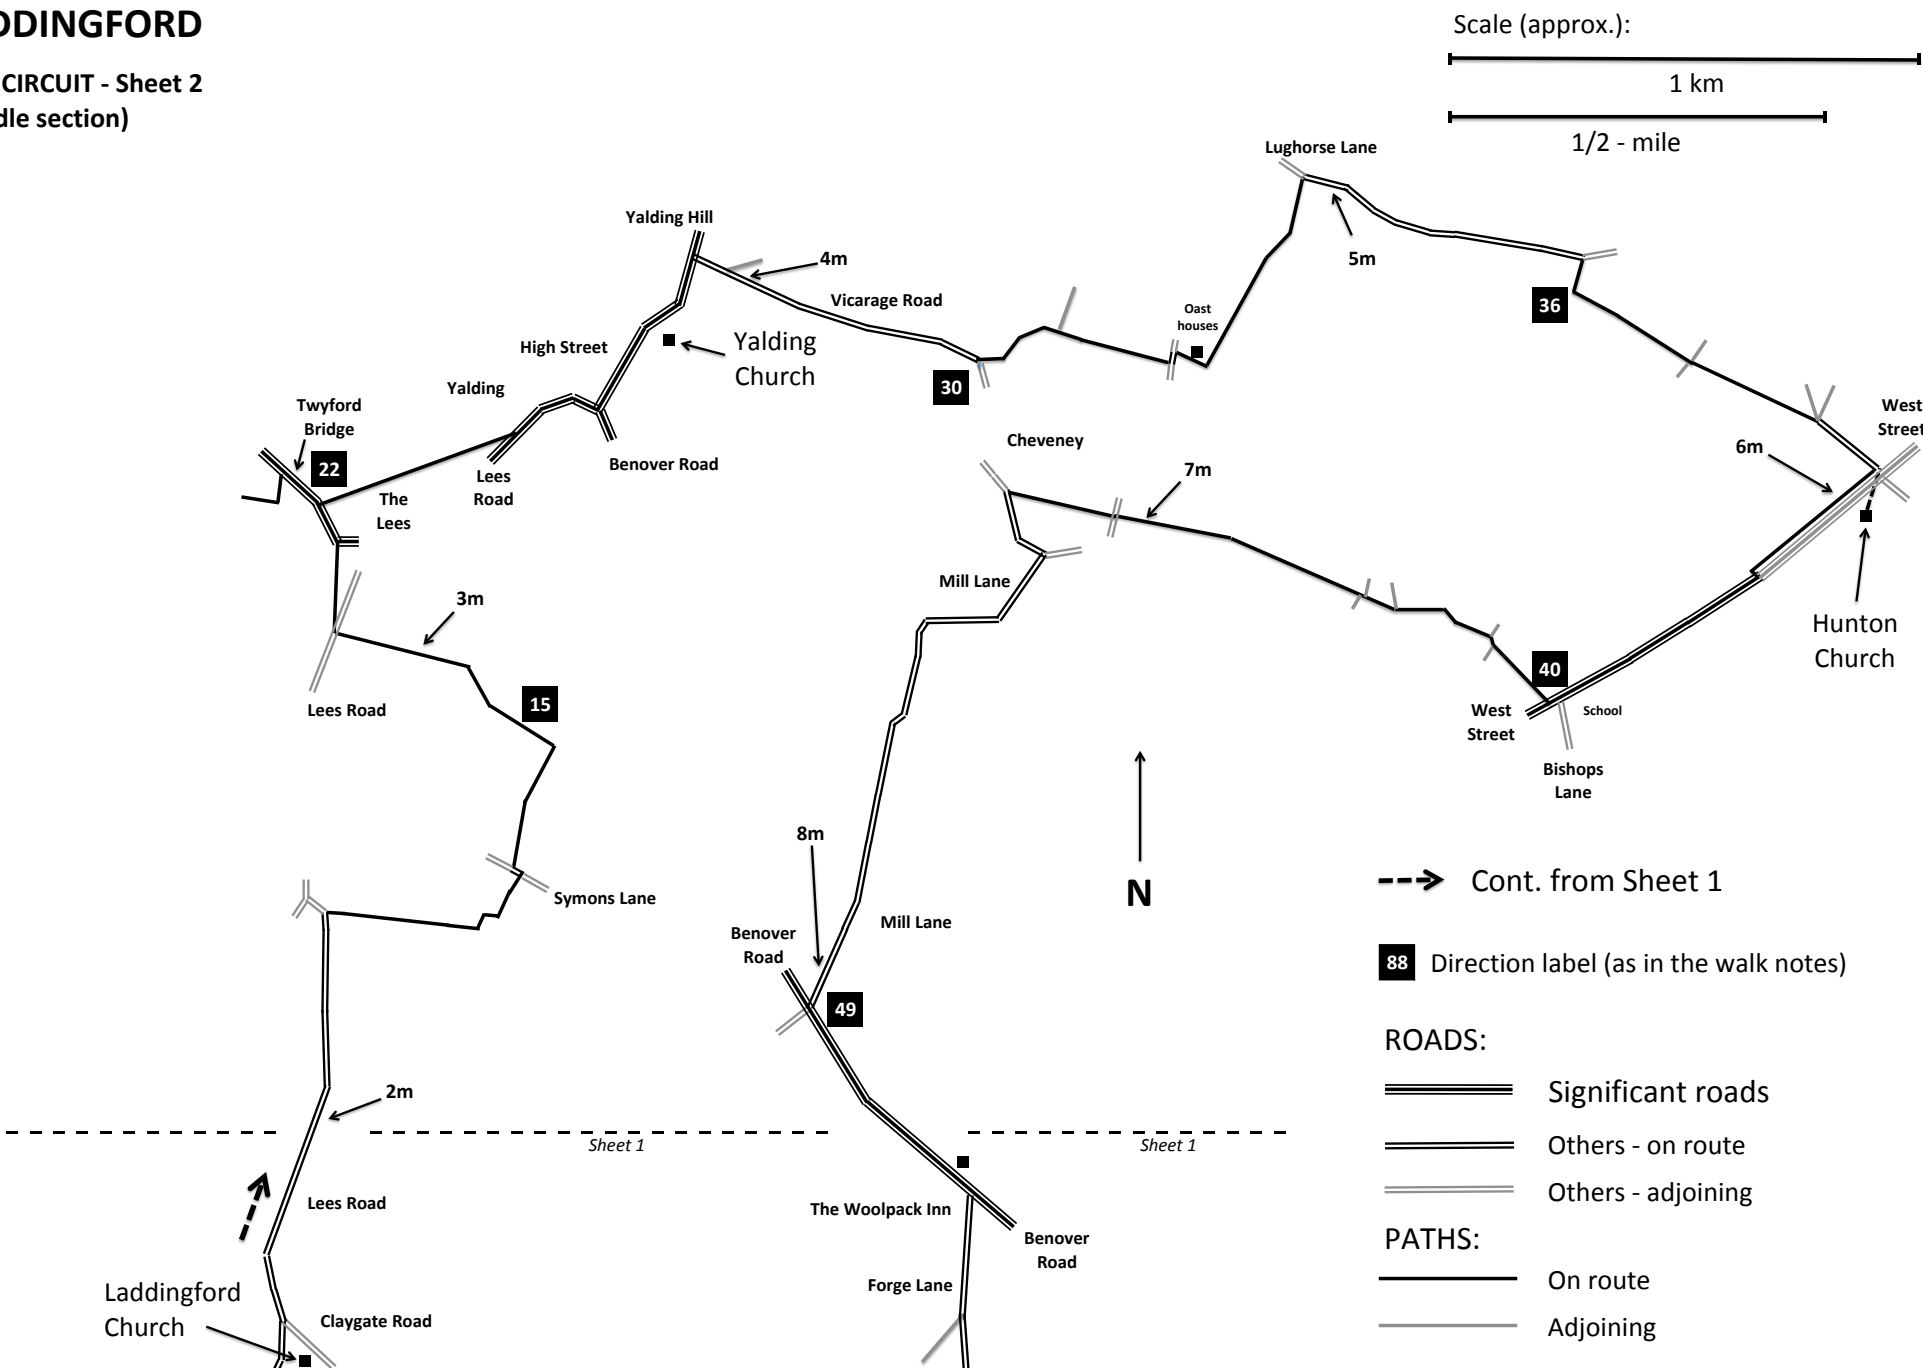 DDINGFORD
CIRCUIT - Sheet 2
dle section)
Scale (approx.):
1 km
1/2 - mile
Lughorse Lane
Yalding Hill
4m
5m
Vicarage Road
36
Oast
houses
High Street
Yalding
Church
30
Yalding
Twyford
Bridge
West
Street
22
Cheveney
6m
Benover Road
Lees
Road
The
Lees
7m
Mill Lane
3m
Hunton
Church
15
40
Lees Road
West
Street
School
Bishops
Lane
8m
N
Cont. from Sheet 1
Symons Lane
Mill Lane
Benover
Road
88 Direction label (as in the walk notes)
49
ROADS:
2m
Significant roads
Sheet 1
Sheet 1
Others - on route
Others - adjoining
Lees Road
The Woolpack Inn
Benover
Road
PATHS:
On route
Forge Lane
Laddingford
Church
Claygate Road
Adjoining